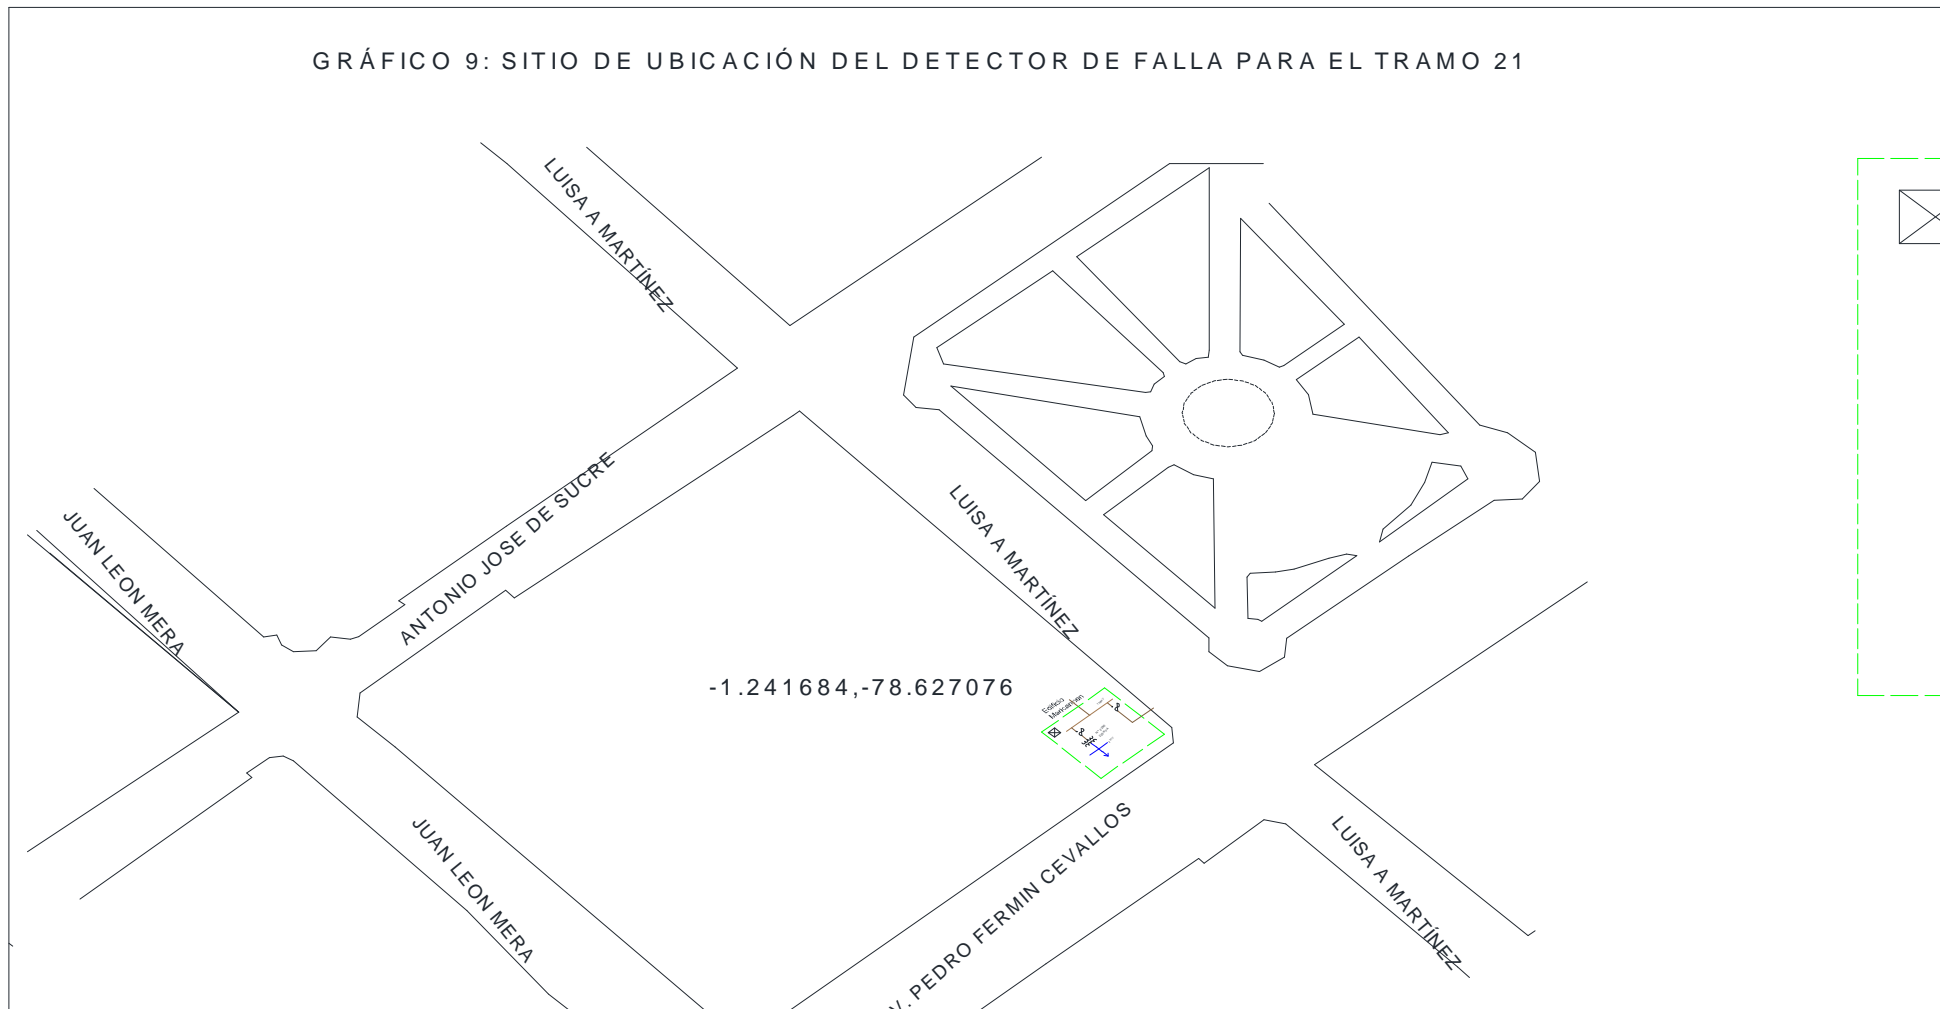 GRÁFICO 9: SITIO DE UBICACIÓN DEL DETECTOR DE FALLA PARA EL TRAMO 21
LUISA A MARTÍNEZ
ANTONIO JOSE DE SUCRE
JUAN LEON MERA
LUISA A MARTÍNEZ
-1.241684,-78.627076
Edificio
JUAN LEON MERA
V. PEDRO FERMIN CEVALLOS
LUISA A MARTÍNEZ